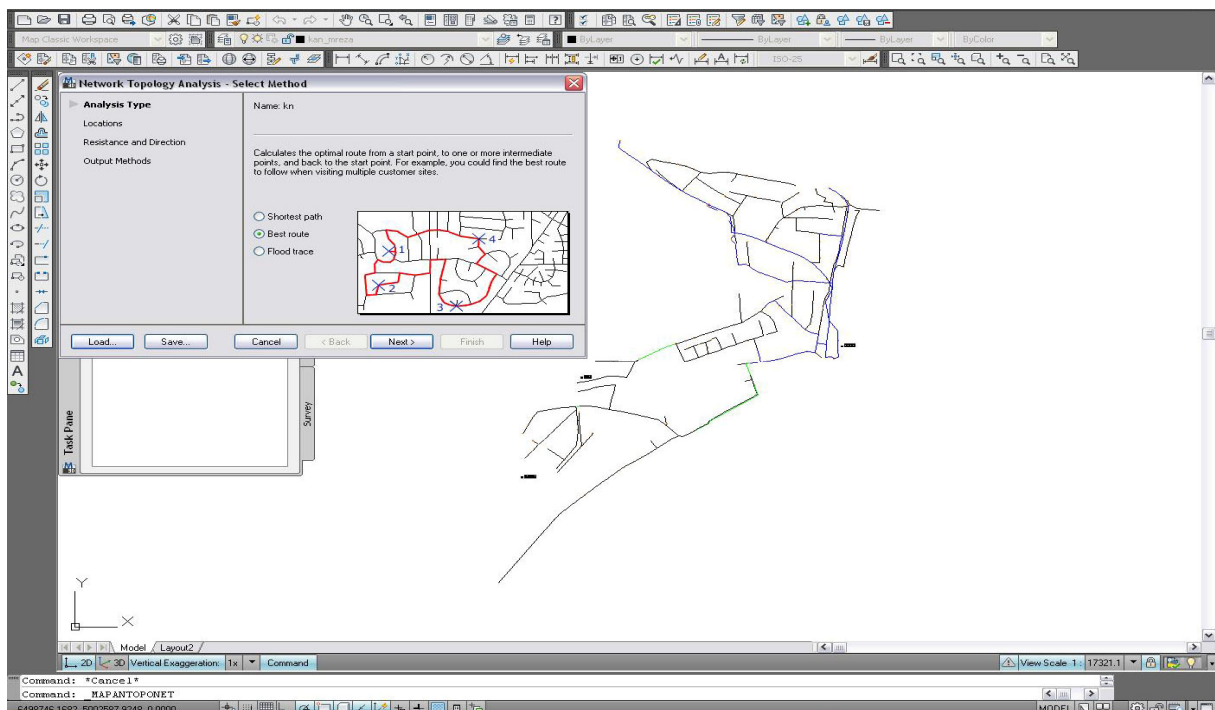 Map Classic Workspace
kan_mreza
ByLayer
ByLayer
ByLayer
ByColor
ISO-25
Network Topology Analysis - Select Method
Analysis Type
Locations
Resistance and Direction
Output Methods
Name: kn
Calculates the optimal route from a start point, to one or more intermediate
points, and back to the start point. For example, you could find the best route
to follow when visiting multiple customer sites.
Shortest path
Best route
Flood trace
1
2
3
4
Load...
Save...
Cancel
< Back
Next >
Finish
Help
Task Pane
Survey
Y
X
Model
Layout2
2D
3D
Vertical Exaggeration:
1x
Command
View Scale 1 : 17321.1
Command: *Cancel*
Command: _MAPANTOPONET
MODEL